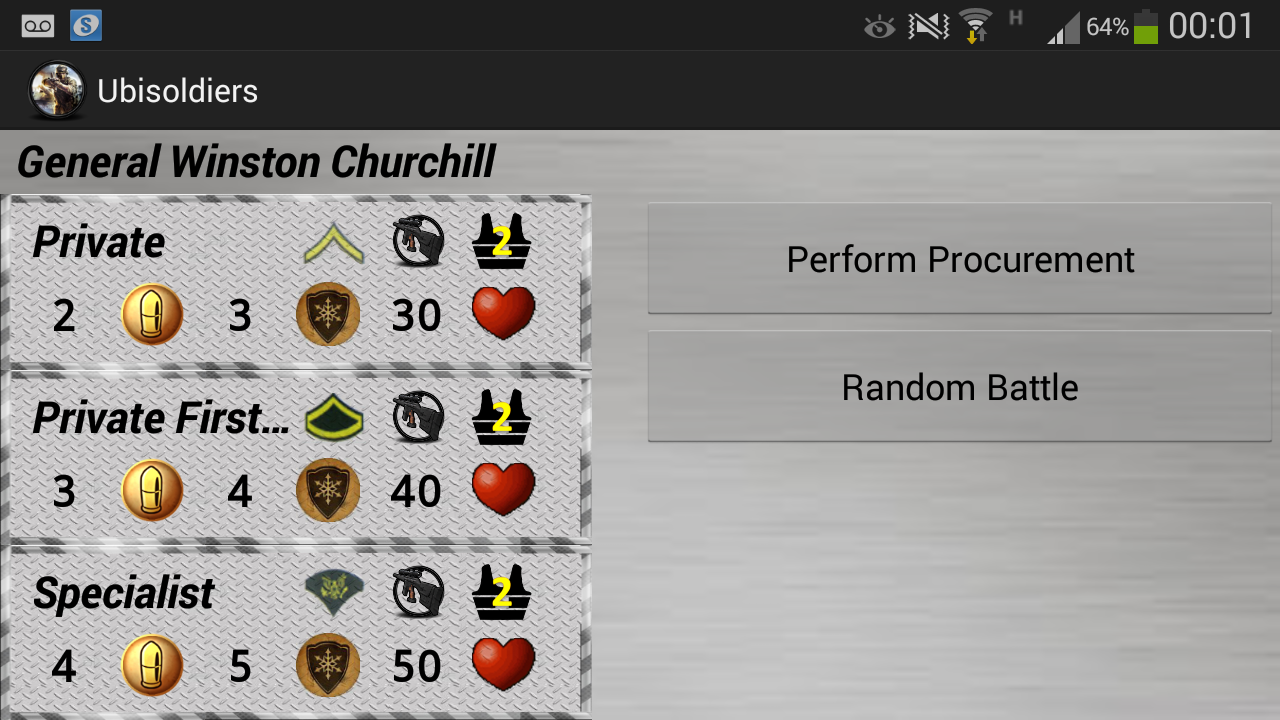 H 64% 00:01
Ubisoldiers
General Winston Churchill
Private 2
2 3 30
Perform Procurement
Random Battle
Private First... 2
3 4 40
Specialist 2
4 5 50